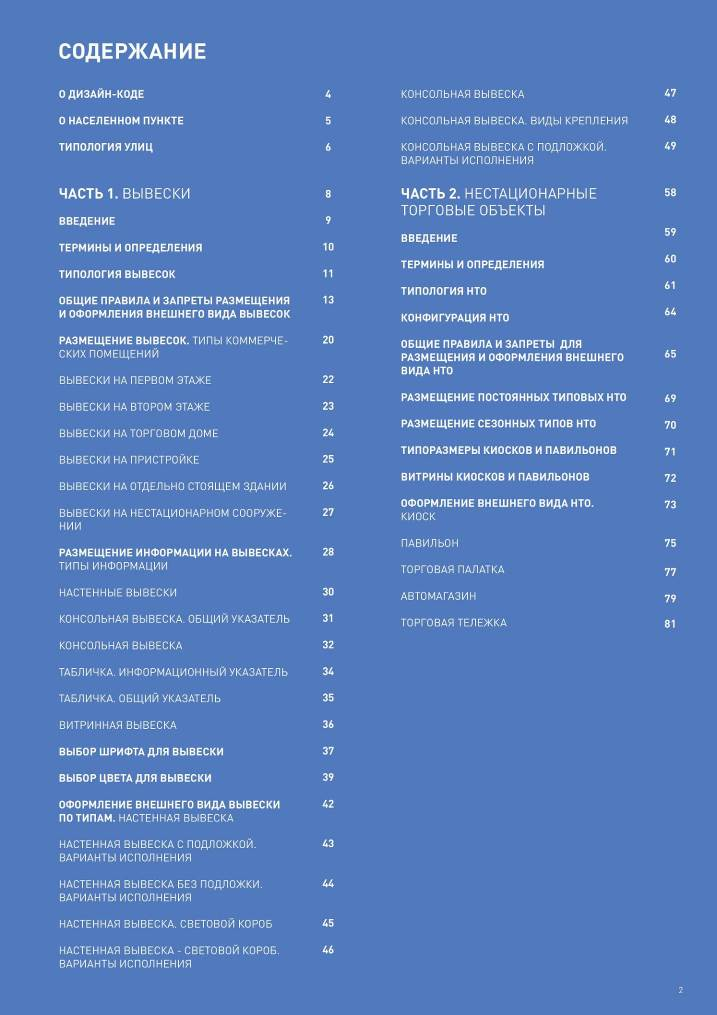 СОДЕРЖАНИЕ
О ДИЗАЙН-КОДЕ 4
О НАСЕЛЕННОМ ПУНКТЕ 5
ТИПОЛОГИЯ УЛИЦ 6
ЧАСТЬ 1. ВЫВЕСКИ 8
ВВЕДЕНИЕ 9
ТЕРМИНЫ И ОПРЕДЕЛЕНИЯ 10
ТИПОЛОГИЯ ВЫВЕСОК 11
ОБЩИЕ ПРАВИЛА И ЗАПРЕТЫ РАЗМЕЩЕНИЯ 13
И ОФОРМЛЕНИЯ ВНЕШНЕГО ВИДА ВЫВЕСОК
РАЗМЕЩЕНИЕ ВЫВЕСОК. ТИПЫ КОММЕРЧЕ- 20
СКИХ ПОМЕЩЕНИЙ
ВЫВЕСКИ НА ПЕРВОМ ЭТАЖЕ 22
ВЫВЕСКИ НА ВТОРОМ ЭТАЖЕ 23
ВЫВЕСКИ НА ТОРГОВОМ ДОМЕ 24
ВЫВЕСКИ НА ПРИСТРОЙКЕ 25
ВЫВЕСКИ НА ОТДЕЛЬНО СТОЯЩЕМ ЗДАНИИ 26
ВЫВЕСКИ НА НЕСТАЦИОНАРНОМ СООРУЖЕ- 27
НИИ
РАЗМЕЩЕНИЕ ИНФОРМАЦИИ НА ВЫВЕСКАХ. 28
ТИПЫ ИНФОРМАЦИИ
НАСТЕННЫЕ ВЫВЕСКИ 30
КОНСОЛЬНАЯ ВЫВЕСКА. ОБЩИЙ УКАЗАТЕЛЬ 31
КОНСОЛЬНАЯ ВЫВЕСКА 32
ТАБЛИЧКА. ИНФОРМАЦИОННЫЙ УКАЗАТЕЛЬ 34
ТАБЛИЧКА. ОБЩИЙ УКАЗАТЕЛЬ 35
ВИТРИННАЯ ВЫВЕСКА 36
ВЫБОР ШРИФТА ДЛЯ ВЫВЕСКИ 37
ВЫБОР ЦВЕТА ДЛЯ ВЫВЕСКИ 39
ОФОРМЛЕНИЕ ВНЕШНЕГО ВИДА ВЫВЕСКИ 42
ПО ТИПАМ. НАСТЕННАЯ ВЫВЕСКА
НАСТЕННАЯ ВЫВЕСКА С ПОДЛОЖКОЙ. 43
ВАРИАНТЫ ИСПОЛНЕНИЯ
НАСТЕННАЯ ВЫВЕСКА БЕЗ ПОДЛОЖКИ. 44
ВАРИАНТЫ ИСПОЛНЕНИЯ
НАСТЕННАЯ ВЫВЕСКА. СВЕТОВОЙ КОРОБ 45
НАСТЕННАЯ ВЫВЕСКА - СВЕТОВОЙ КОРОБ. 46
ВАРИАНТЫ ИСПОЛНЕНИЯ
КОНСОЛЬНАЯ ВЫВЕСКА 47
КОНСОЛЬНАЯ ВЫВЕСКА. ВИДЫ КРЕПЛЕНИЯ 48
КОНСОЛЬНАЯ ВЫВЕСКА С ПОДЛОЖКОЙ. 49
ВАРИАНТЫ ИСПОЛНЕНИЯ
ЧАСТЬ 2. НЕСТАЦИОНАРНЫЕ 58
ТОРГОВЫЕ ОБЪЕКТЫ
ВВЕДЕНИЕ 59
ТЕРМИНЫ И ОПРЕДЕЛЕНИЯ 60
ТИПОЛОГИЯ НТО 61
КОНФИГУРАЦИЯ НТО 64
ОБЩИЕ ПРАВИЛА И ЗАПРЕТЫ ДЛЯ
РАЗМЕЩЕНИЯ И ОФОРМЛЕНИЯ ВНЕШНЕГО 65
ВИДА НТО
РАЗМЕЩЕНИЕ ПОСТОЯННЫХ ТИПОВЫХ НТО 69
РАЗМЕЩЕНИЕ СЕЗОННЫХ ТИПОВ НТО 70
ТИПОРАЗМЕРЫ КИОСКОВ И ПАВИЛЬОНОВ 71
ВИТРИНЫ КИОСКОВ И ПАВИЛЬОНОВ 72
ОФОРМЛЕНИЕ ВНЕШНЕГО ВИДА НТО. 73
КИОСК
ПАВИЛЬОН 75
ТОРГОВАЯ ПАЛАТКА 77
АВТОМАГАЗИН 79
ТОРГОВАЯ ТЕЛЕЖКА 81
2